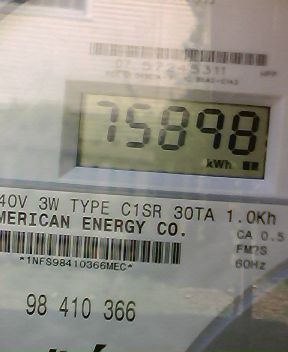 75898
kWh
40V 3W TYPE C1SR 30TA 1.0Kh
MERICAN ENERGY CO.
CA 0.5
FM2S
60Hz
*1NFS98410366MEC*
98 410 366